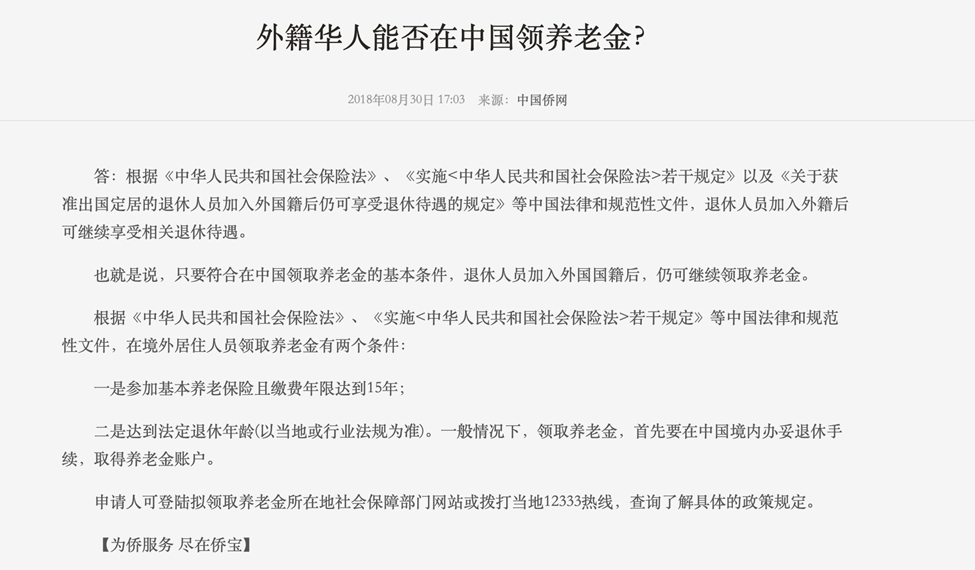 外籍华人能否在中国领养老金?
2018年08月30日 17:03 来源：中国侨网
答：根据《中华人民共和国社会保险法》、《实施<中华人民共和国社会保险法>若干规定》以及《关于获
准出国定居的退休人员加入外国籍后仍可享受退休待遇的规定》等中国法律和规范性文件，退休人员加入外籍后
可继续享受相关退休待遇。
也就是说，只要符合在中国领取养老金的基本条件，退休人员加入外国国籍后，仍可继续领取养老金。
根据《中华人民共和国社会保险法》、《实施<中华人民共和国社会保险法>若干规定》等中国法律和规范
性文件，在境外居住人员领取养老金有两个条件：
一是参加基本养老保险且缴费年限达到15年；
二是达到法定退休年龄(以当地或行业法规为准)。一般情况下，领取养老金，首先要在中国境内办妥退休手
续，取得养老金账户。
申请人可登陆拟领取养老金所在地社会保障部门网站或拨打当地12333热线，查询了解具体的政策规定。
【为侨服务 尽在侨宝】